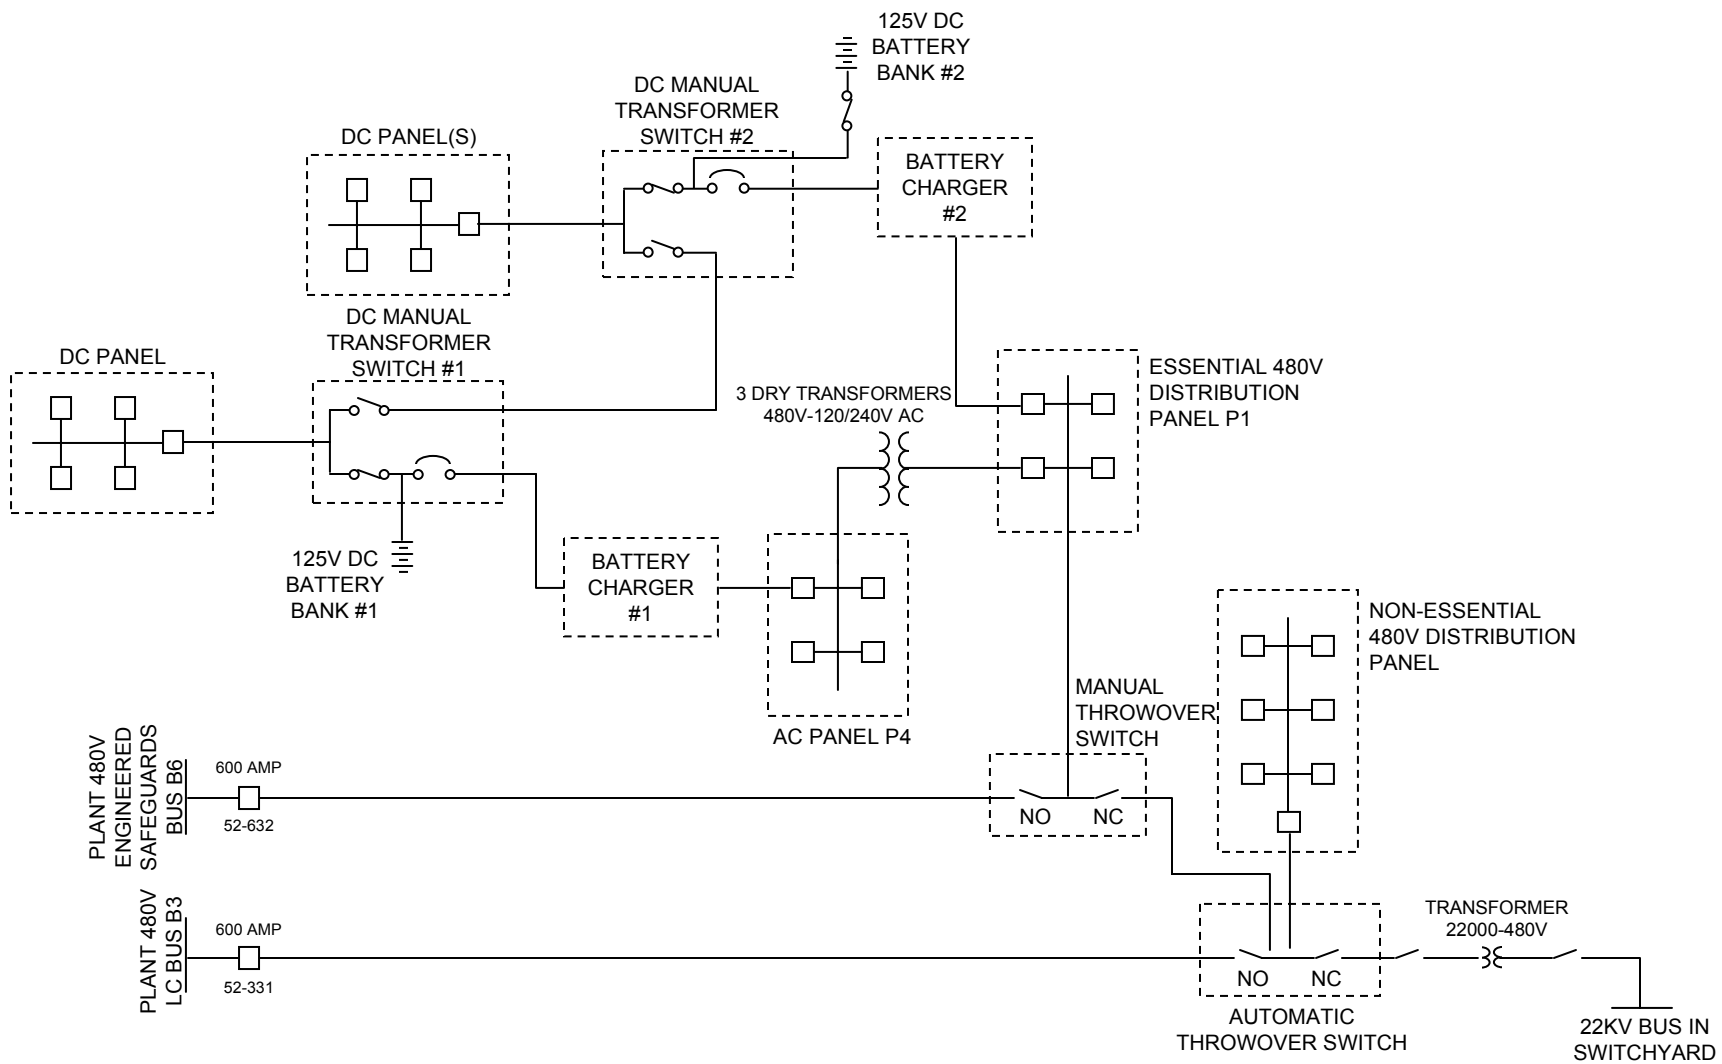 125V DC
BATTERY
BANK #2
DC MANUAL
TRANSFORMER
SWITCH #2
DC PANEL(S)
BATTERY
CHARGER
#2
DC MANUAL
TRANSFORMER
SWITCH #1
DC PANEL
3 DRY TRANSFORMERS
480V-120/240V AC
ESSENTIAL 480V
DISTRIBUTION
PANEL P1
125V DC
BATTERY
BANK #1
BATTERY
CHARGER
#1
AC PANEL P4
NON-ESSENTIAL
480V DISTRIBUTION
PANEL
MANUAL
THROWOVER
SWITCH
PLANT 480V
ENGINEERED
SAFEGUARDS
BUS B6
600 AMP
52-632
NO
NC
PLANT 480V
LC BUS B3
600 AMP
52-331
NO
NC
TRANSFORMER
22000-480V
AUTOMATIC
THROWOVER SWITCH
22KV BUS IN
SWITCHYARD